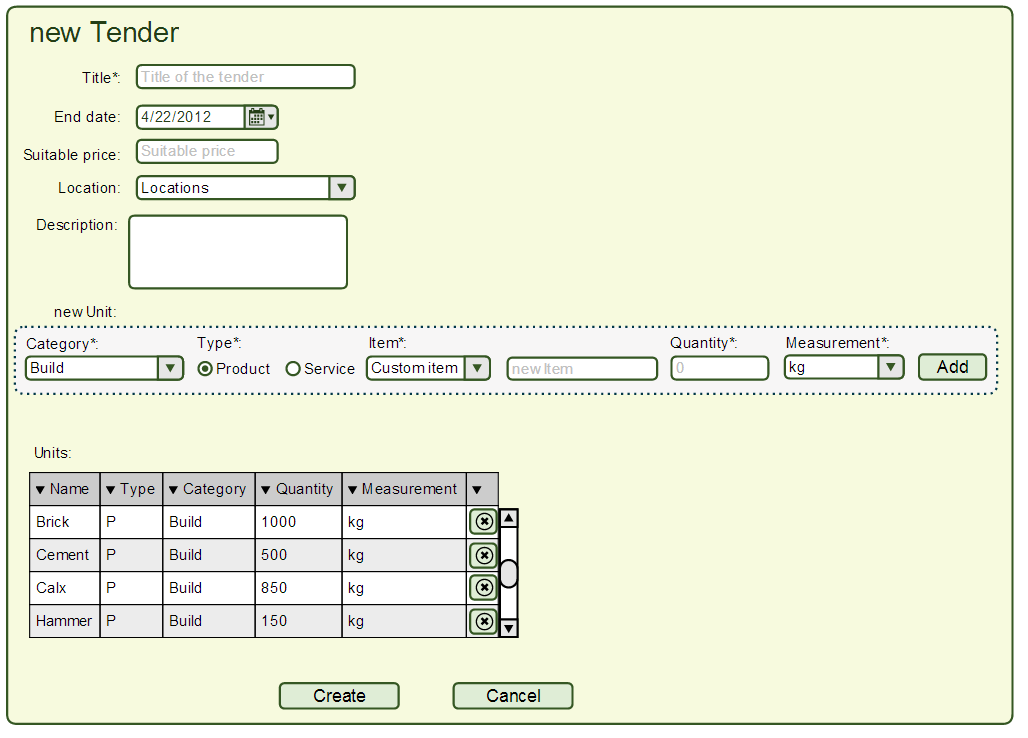 new Tender
Title*: Title of the tender
End date: 4/22/2012
Suitable price: Suitable price
Location: Locations
Description:
new Unit:
Category*: Type*: Item*: Quantity*: Measurement*:
Build Product Service Custom item new Item 0 kg Add
Units:
Name Type Category Quantity Measurement
Brick P Build 1000 kg
Cement P Build 500 kg
Calx P Build 850 kg
Hammer P Build 150 kg
Create Cancel